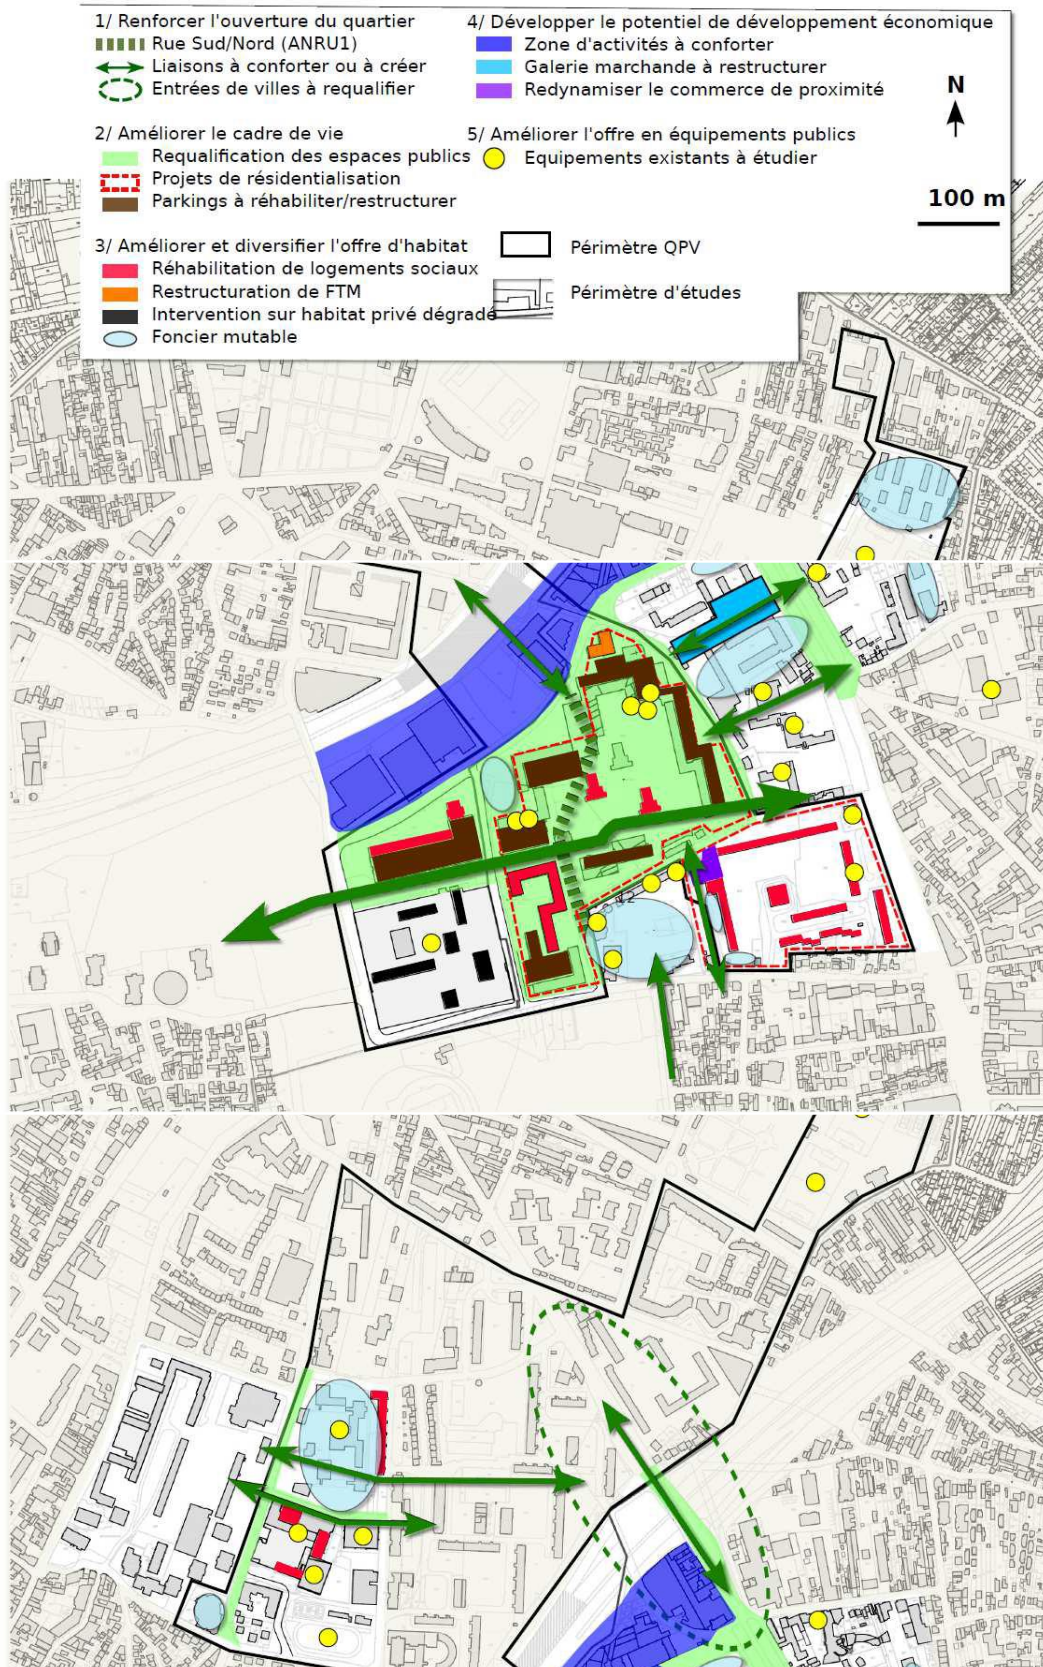 1/ Renforcer l'ouverture du quartier
Rue Sud/Nord (ANRU1)
Liaisons à conforter ou à créer
Entrées de villes à requalifier
2/ Améliorer le cadre de vie
Requalification des espaces publics
Projets de résidentialisation
Parkings à réhabiliter/restructurer
3/ Améliorer et diversifier l'offre d'habitat
Réhabilitation de logements sociaux
Restructuration de FTM
Intervention sur habitat privé dégradé
Foncier mutable
4/ Développer le potentiel de développement économique
Zone d'activités à conforter
Galerie marchande à restructurer
Redynamiser le commerce de proximité
5/ Améliorer l'offre en équipements publics
Equipements existants à étudier
Périmètre QPV
Périmètre d'études
N
100 m
12